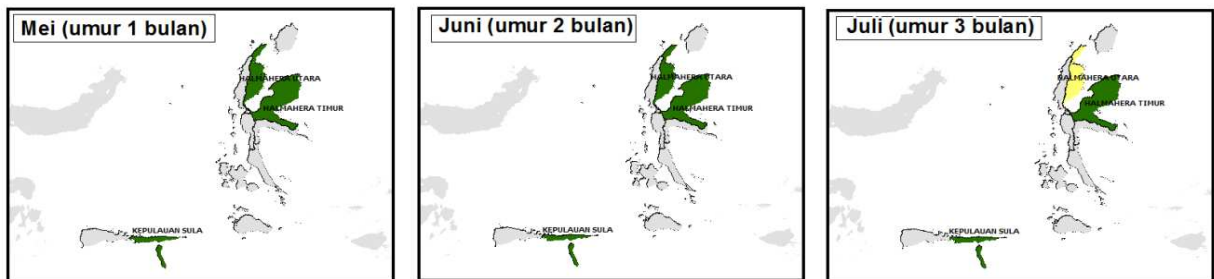 Mei (umur 1 bulan)
HALMAHERA UTARA
HALMAHERA TIMUR
KEPULAUAN SULA
Juni (umur 2 bulan)
HALMAHERA UTARA
HALMAHERA TIMUR
KEPULAUAN SULA
Juli (umur 3 bulan)
HALMAHERA UTARA
HALMAHERA TIMUR
KEPULAUAN SULA